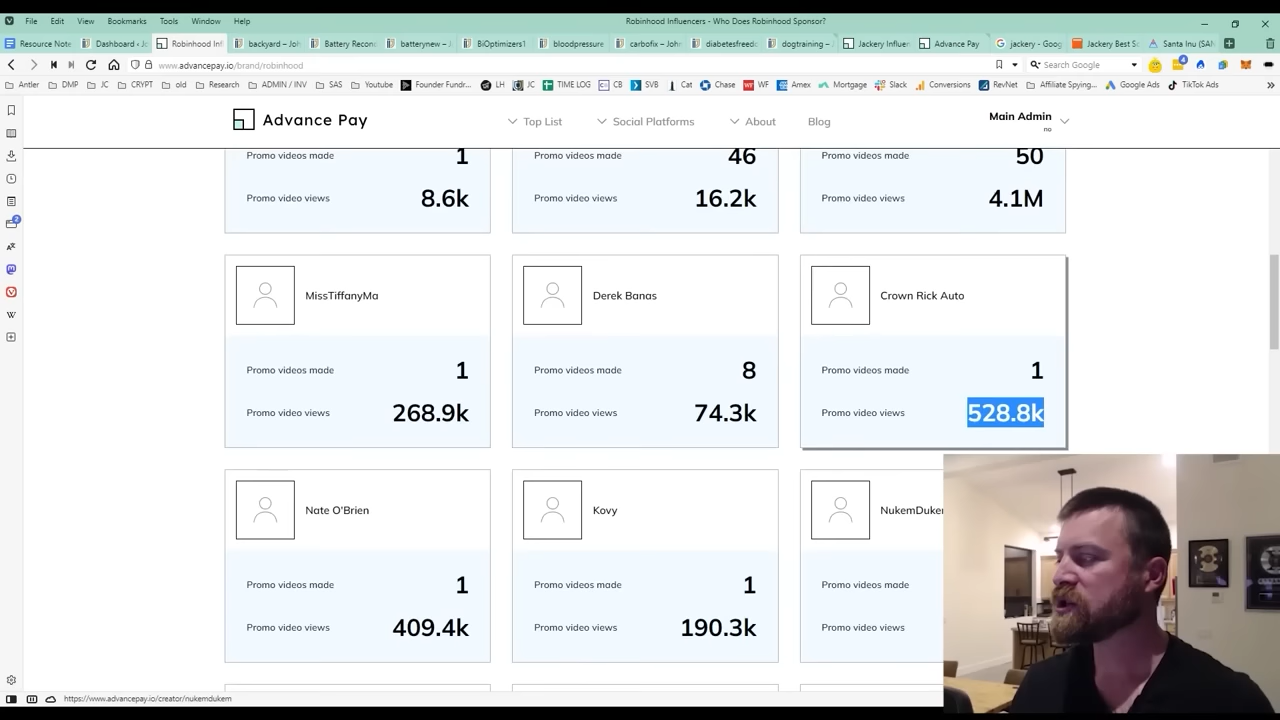 File Edit View Bookmarks Tools Window Help
Robinhood Influencers - Who Does Robinhood Sponsor?
Resource Note Dashboard - J Robinhood Inf backyard – Joh Battery Recon batterynew – J BiOptimizers1 bloodpressure carbofix – John diabetesfreed dogtraining – Jackery Influen Advance Pay jackery - Goog Jackery Best S Santa Inu (SAN
www.advancepay.io/brand/robinhood
Search Google
4
Antler DMP JC CRYPT old Research ADMIN / INV SAS Youtube Founder Fundr... LH JC TIME LOG CB SVB Cat Chase WF Amex Mortgage Slack Conversions RevNet Affiliate Spying... Google Ads TikTok Ads
Advance Pay
Top List Social Platforms About Blog
Main Admin
no
2
Promo videos made 1 Promo videos made 46 Promo videos made 50
Promo video views 8.6k Promo video views 16.2k Promo video views 4.1M
MissTiffanyMa Derek Banas Crown Rick Auto
Promo videos made 1 Promo videos made 8 Promo videos made 1
Promo video views 268.9k Promo video views 74.3k Promo video views 528.8k
Nate O'Brien Kovy NukemDuke
Promo videos made 1 Promo videos made 1 Promo videos made
Promo video views 409.4k Promo video views 190.3k Promo video views
https://www.advancepay.io/creator/nukemdukem